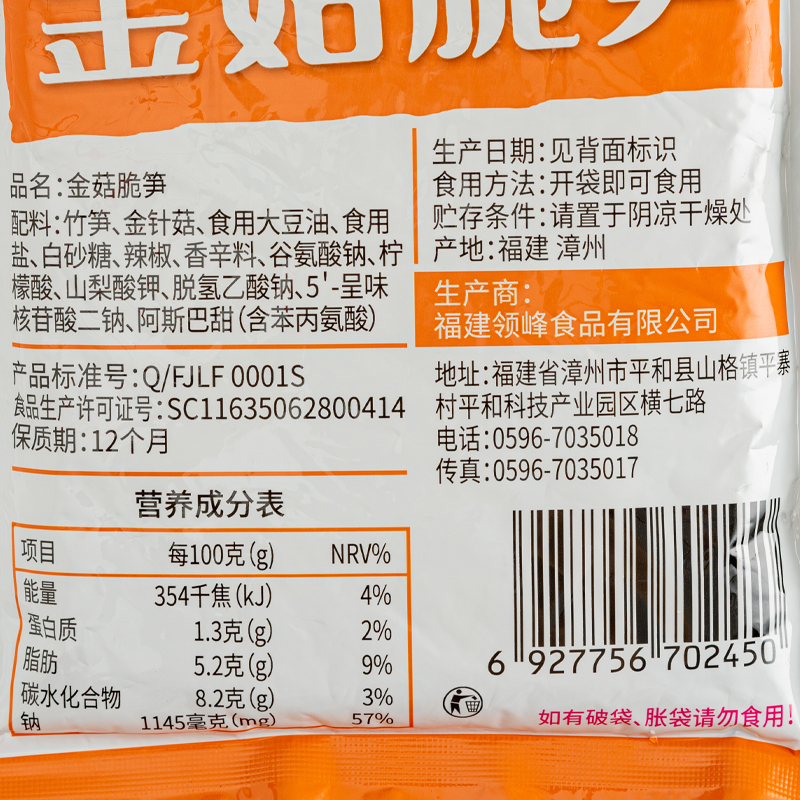 金菇脆笋
品名:金菇脆笋
配料:竹笋、金针菇、食用大豆油、食用
盐、白砂糖、辣椒、香辛料、谷氨酸钠、柠
檬酸、山梨酸钾、脱氢乙酸钠、5'-呈味
核苷酸二钠、阿斯巴甜(含苯丙氨酸)
产品标准号:Q/FJLF 0001S
食品生产许可证号:SC11635062800414
保质期:12个月
营养成分表
项目 每100克(g) NRV%
能量 354千焦(kJ) 4%
蛋白质 1.3克(g) 2%
脂肪 5.2克(g) 9%
碳水化合物 8.2克(g) 3%
钠 1145毫克(mg) 57%
生产日期:见背面标识
食用方法:开袋即可食用
贮存条件:请置于阴凉干燥处
产地:福建 漳州
生产商:
福建领峰食品有限公司
地址:福建省漳州市平和县山格镇平寨
村平和科技产业园区横七路
电话:0596-7035018
传真:0596-7035017
6 927756 702450
如有破袋、胀袋请勿食用!